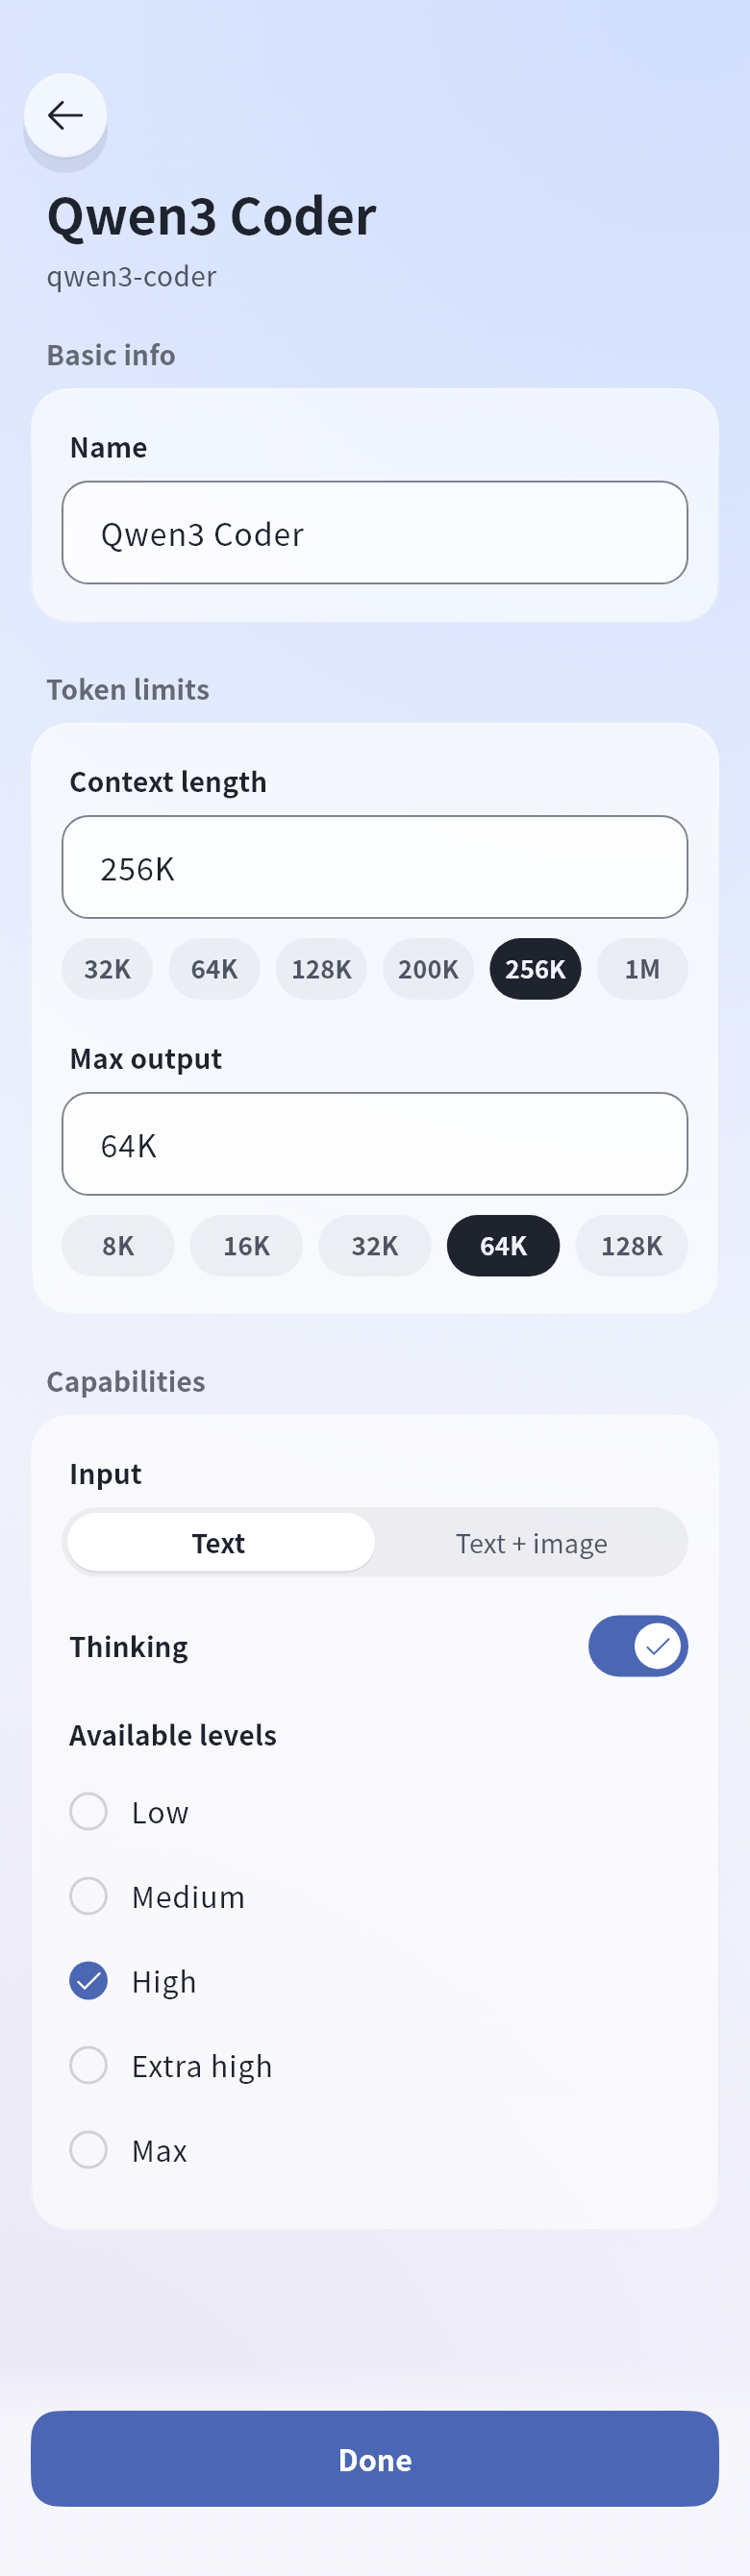 Qwen3 Coder
qwen3-coder
Basic info
Name
Qwen3 Coder
Token limits
Context length
256K
32K 64K 128K 200K 256K 1M
Max output
64K
8K 16K 32K 64K 128K
Capabilities
Input
Text Text + image
Thinking
Available levels
Low
Medium
High
Extra high
Max
Done